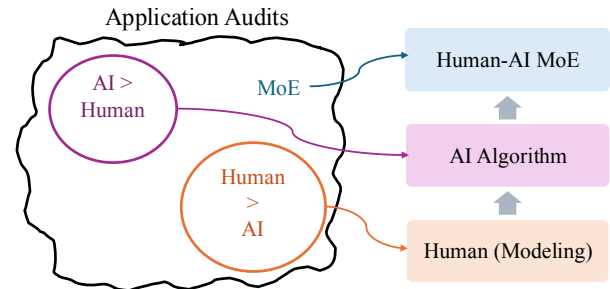 Application Audits
AI >
Human
MoE
Human
>
AI
Human-AI MoE
AI Algorithm
Human (Modeling)